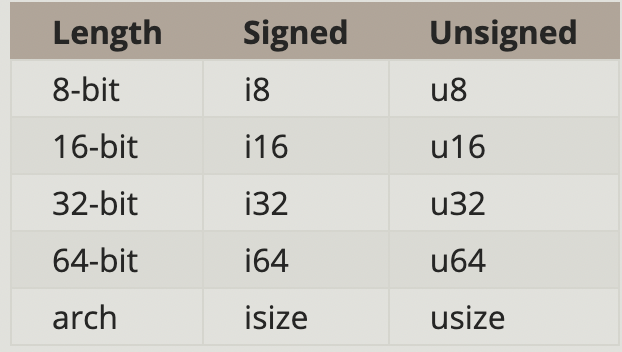 Length Signed Unsigned
8-bit i8 u8
16-bit i16 u16
32-bit i32 u32
64-bit i64 u64
arch isize usize